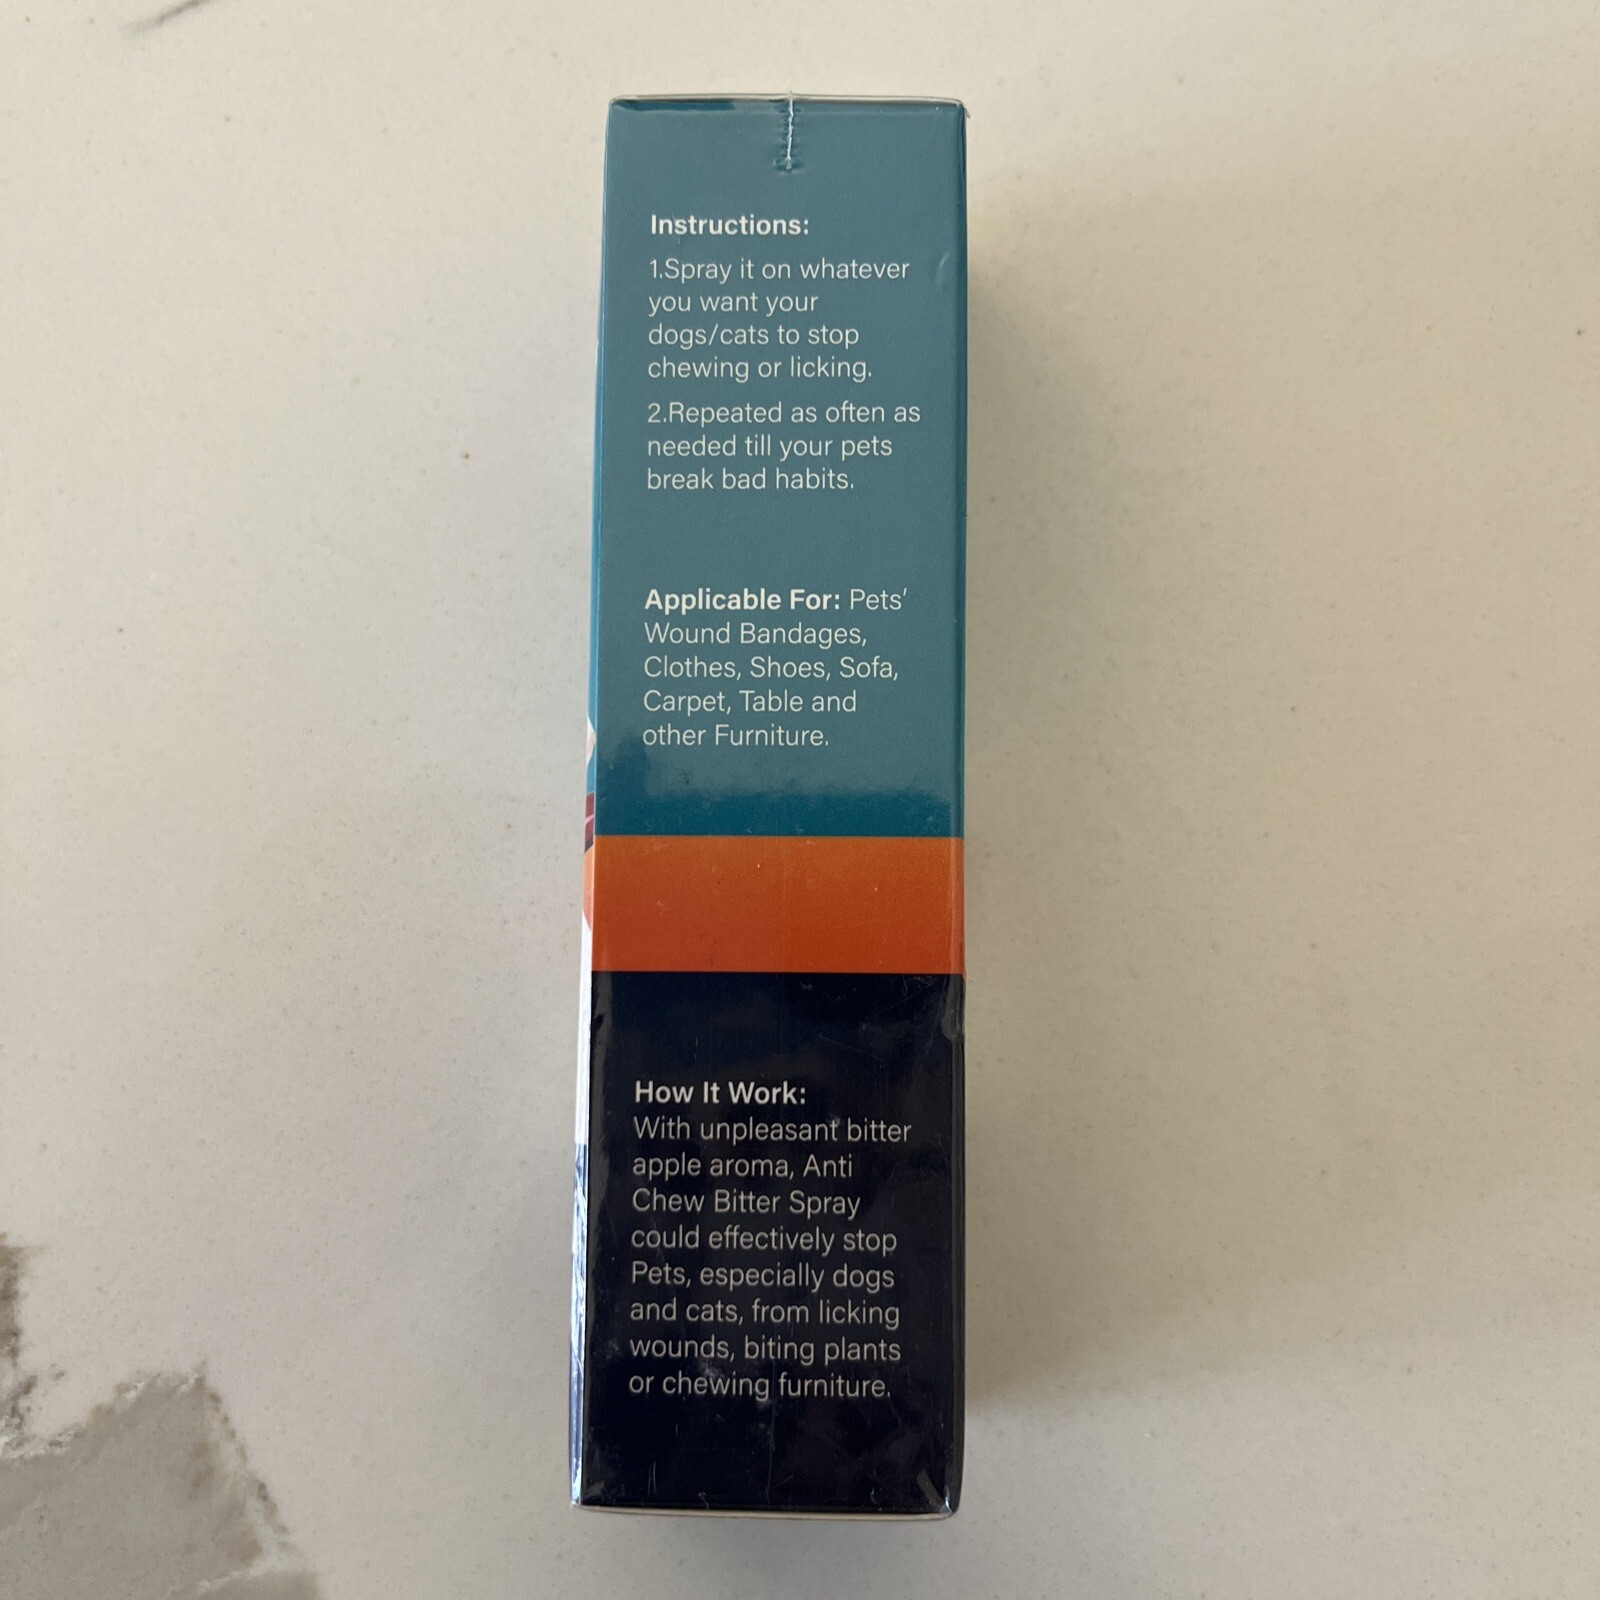 Instructions:
1.Spray it on whatever
you want your
dogs/cats to stop
chewing or licking.
2.Repeated as often as
needed till your pets
break bad habits.
Applicable For: Pets’
Wound Bandages,
Clothes, Shoes, Sofa,
Carpet, Table and
other Furniture.
How It Work:
With unpleasant bitter
apple aroma, Anti
Chew Bitter Spray
could effectively stop
Pets, especially dogs
and cats, from licking
wounds, biting plants
or chewing furniture.